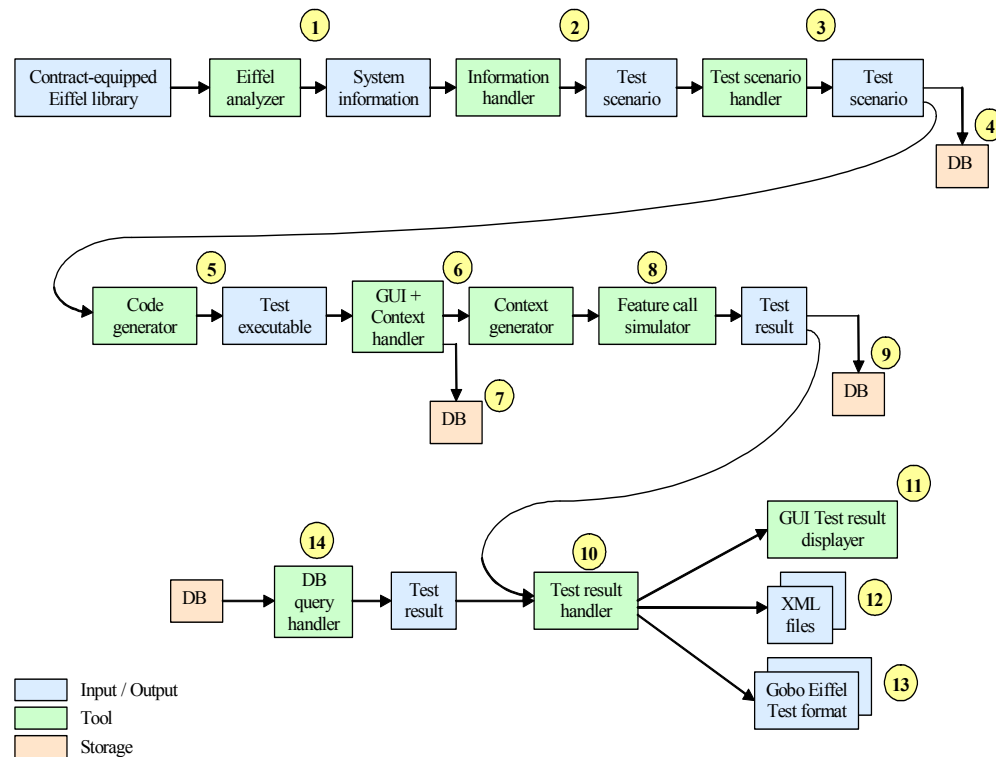 1
2
3
Contract-equipped
Eiffel library
Eiffel
analyzer
System
information
Information
handler
Test
scenario
Test scenario
handler
Test
scenario
4
DB
5
6
8
Code
generator
Test
executable
GUI +
Context
handler
Context
generator
Feature call
simulator
Test
result
9
DB
7
DB
11
GUI Test result
displayer
14
10
DB
DB
query
handler
Test
result
Test result
handler
XML
files
12
Gobo Eiffel
Test format
13
Input / Output
Tool
Storage